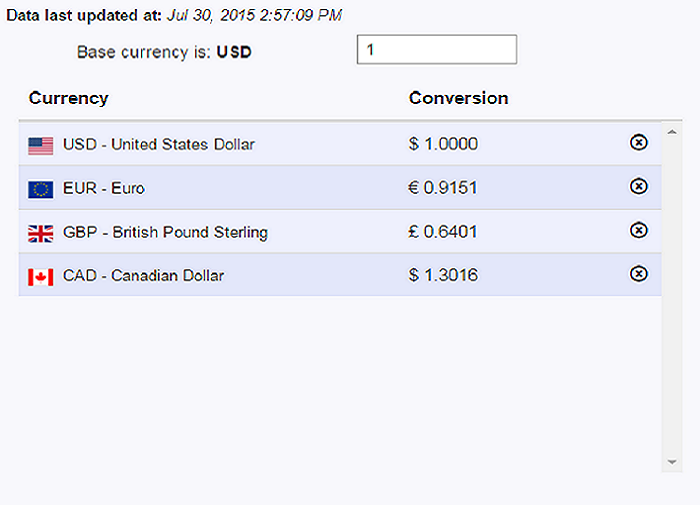 Data last updated at: Jul 30, 2015 2:57:09 PM
Base currency is: USD 1
Currency Conversion
USD - United States Dollar $ 1.0000
EUR - Euro € 0.9151
GBP - British Pound Sterling £ 0.6401
CAD - Canadian Dollar $ 1.3016